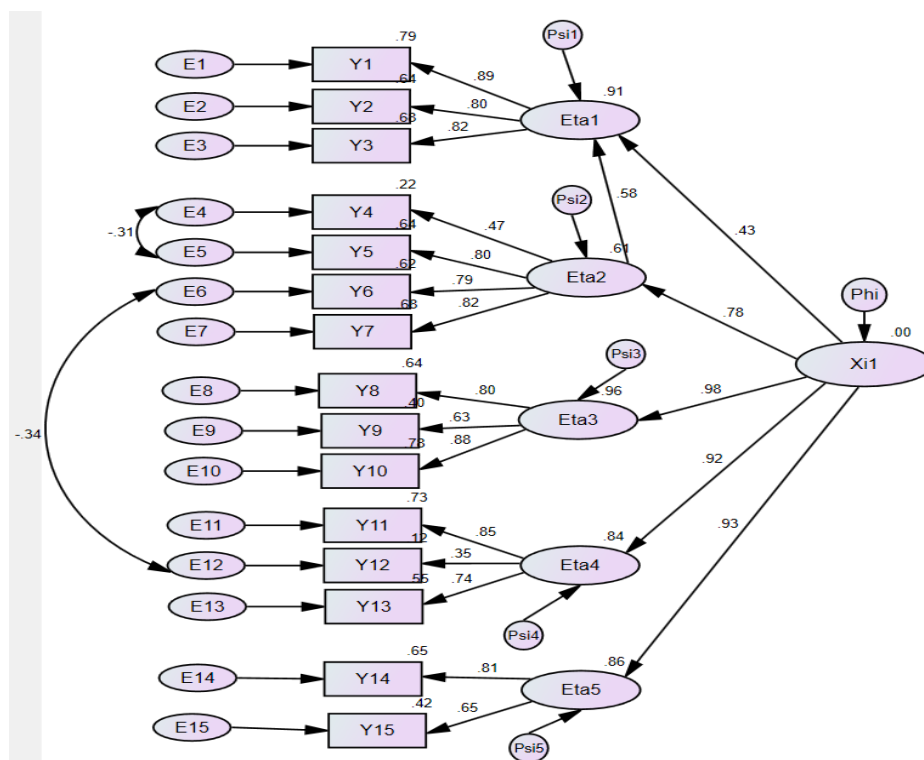 .79
Psi1
E1
Y1
.89
.64
.91
E2
Y2
.80
Eta1
.68
E3
Y3
.82
.58
.22
Psi2
E4
Y4
.47
-.31
.64
.61
.43
E5
Y5
.80
.62
Eta2
E6
Y6
.79
.68
Phi
E7
Y7
.82
.78
.00
Psi3
Xi1
.64
E8
Y8
.80
.96
.98
.40
Eta3
E9
Y9
.63
-.34
.78
.88
E10
Y10
.92
.73
E11
Y11
.85
.93
.12
.84
E12
Y12
.35
Eta4
.55
.74
E13
Y13
Psi4
.65
.86
E14
Y14
.81
Eta5
.42
.65
E15
Y15
Psi5